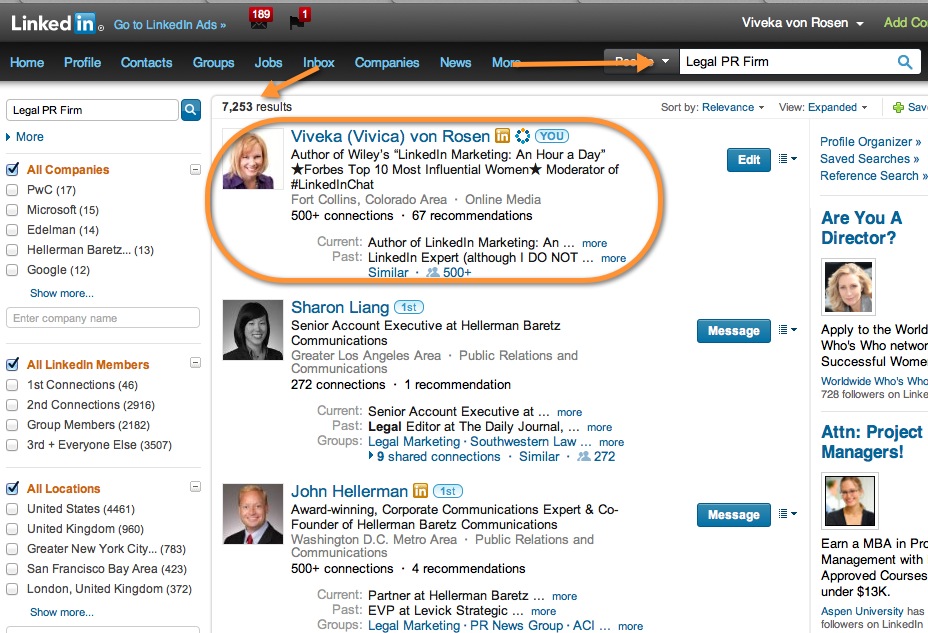 Linked in
Go to LinkedIn Ads »
189
1
Viveka von Rosen
Add Co
Home Profile Contacts Groups Jobs Inbox Companies News More
Legal PR Firm
Legal PR Firm
More
All Companies
PwC (17)
Microsoft (15)
Edelman (14)
Hellerman Baretz... (13)
Google (12)
Show more...
Enter company name
All LinkedIn Members
1st Connections (46)
2nd Connections (2916)
Group Members (2182)
3rd + Everyone Else (3507)
All Locations
United States (4461)
United Kingdom (960)
Greater New York City... (783)
San Francisco Bay Area (423)
London, United Kingdom (372)
Show more...
7,253 results
Sort by: Relevance
View: Expanded
Sav
Viveka (Vivica) von Rosen in YOU
Author of Wiley's “LinkedIn Marketing: An Hour a Day”
★Forbes Top 10 Most Influential Women★ Moderator of
#LinkedInChat
Fort Collins, Colorado Area · Online Media
500+ connections · 67 recommendations
Current: Author of LinkedIn Marketing: An ... more
Past: LinkedIn Expert (although I DO NOT ... more
Similar · 500+
Edit
Sharon Liang 1st
Senior Account Executive at Hellerman Baretz
Communications
Greater Los Angeles Area · Public Relations and
Communications
272 connections · 1 recommendation
Current: Senior Account Executive at ... more
Past: Legal Editor at The Daily Journal, ... more
Groups: Legal Marketing · Southwestern Law ... more
9 shared connections · Similar · 272
Message
John Hellerman in 1st
Award-winning, Corporate Communications Expert & Co-
Founder of Hellerman Baretz Communications
Washington D.C. Metro Area · Public Relations and
Communications
500+ connections · 4 recommendations
Current: Partner at Hellerman Baretz ... more
Past: EVP at Levick Strategic ... more
Groups: Legal Marketing · PR News Group · ACI ... more
Message
Profile Organizer »
Saved Searches »
Reference Search »
Are You A
Director?
Apply to the World
Who's Who networ
Successful Wome
Worldwide Who's Who
728 followers on Linke
Attn: Project
Managers!
Earn a MBA in Pro
Management with
Approved Courses
under $13K.
Aspen University has
followers on LinkedIn